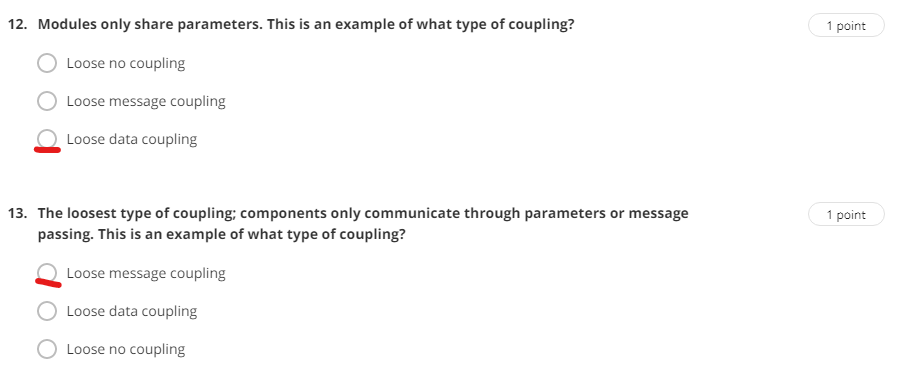 12. Modules only share parameters. This is an example of what type of coupling?
1 point
Loose no coupling
Loose message coupling
Loose data coupling
13. The loosest type of coupling; components only communicate through parameters or message
passing. This is an example of what type of coupling?
1 point
Loose message coupling
Loose data coupling
Loose no coupling